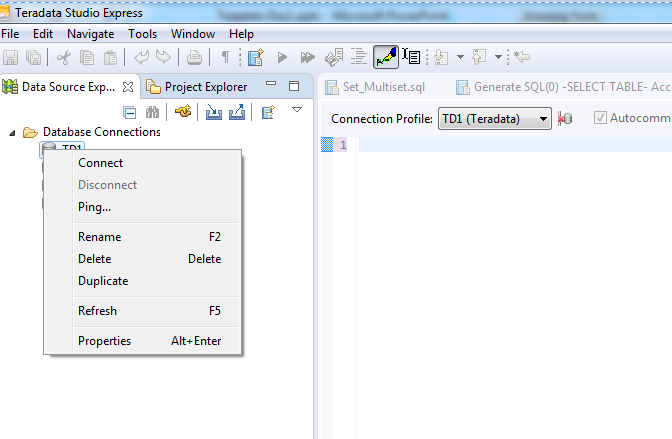 Teradata Studio Express
File Edit Navigate Tools Window Help
Data Source Exp... Project Explorer
Set_Multiset.sql Generate SQL(0) -SELECT TABLE- Acc
Database Connections
Connection Profile: TD1 (Teradata) Autocomm
TD1
1
Connect
Disconnect
Ping...
Rename F2
Delete Delete
Duplicate
Refresh F5
Properties Alt+Enter